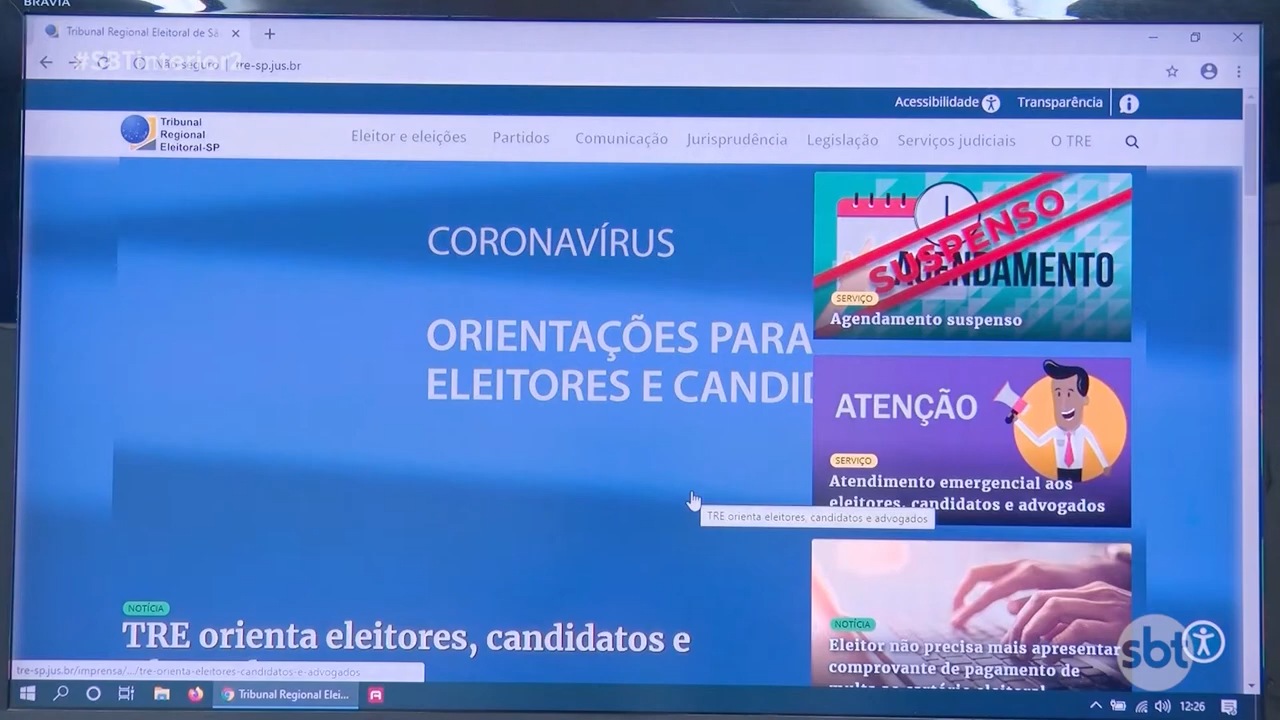 BRAVIA
Tribunal Regional Eleitoral de Sã
#SBTinterior2
Não seguro | tre-sp.jus.br
Acessibilidade
Transparência
Tribunal
Regional
Eleitoral-SP
Eleitor e eleições
Partidos
Comunicação
Jurisprudência
Legislação
Serviços judiciais
O TRE
CORONAVÍRUS
ORIENTAÇÕES PARA
ELEITORES E CANDID
SUSPENSO
AGENDAMENTO
SERVIÇO
Agendamento suspenso
ATENÇÃO
SERVIÇO
Atendimento emergencial aos
eleitores, candidatos e advogados
TRE orienta eleitores, candidatos e advogados
NOTÍCIA
TRE orienta eleitores, candidatos e
NOTÍCIA
Eleitor não precisa mais apresentar
comprovante de pagamento de
multa ao cartório eleitoral
sbt
tre-sp.jus.br/imprensa/.../tre-orienta-eleitores-candidatos-e-advogados
Tribunal Regional Elei...
12:26